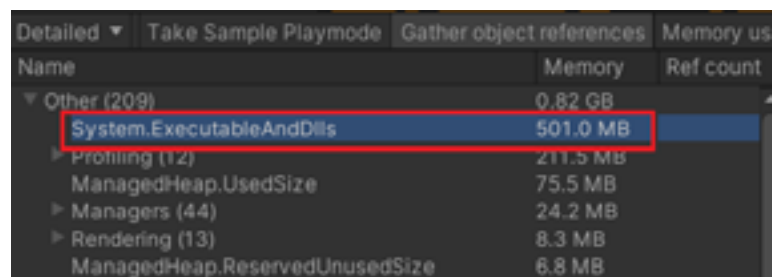 Detailed ▼ Take Sample Playmode Gather object references Memory us
Name Memory Ref count
Other (209) 0.82 GB
System.ExecutableAndDlls 501.0 MB
Profiling (12) 211.5 MB
ManagedHeap.UsedSize 75.5 MB
Managers (44) 24.2 MB
Rendering (13) 8.3 MB
ManagedHeap.ReservedUnusedSize 6.8 MB